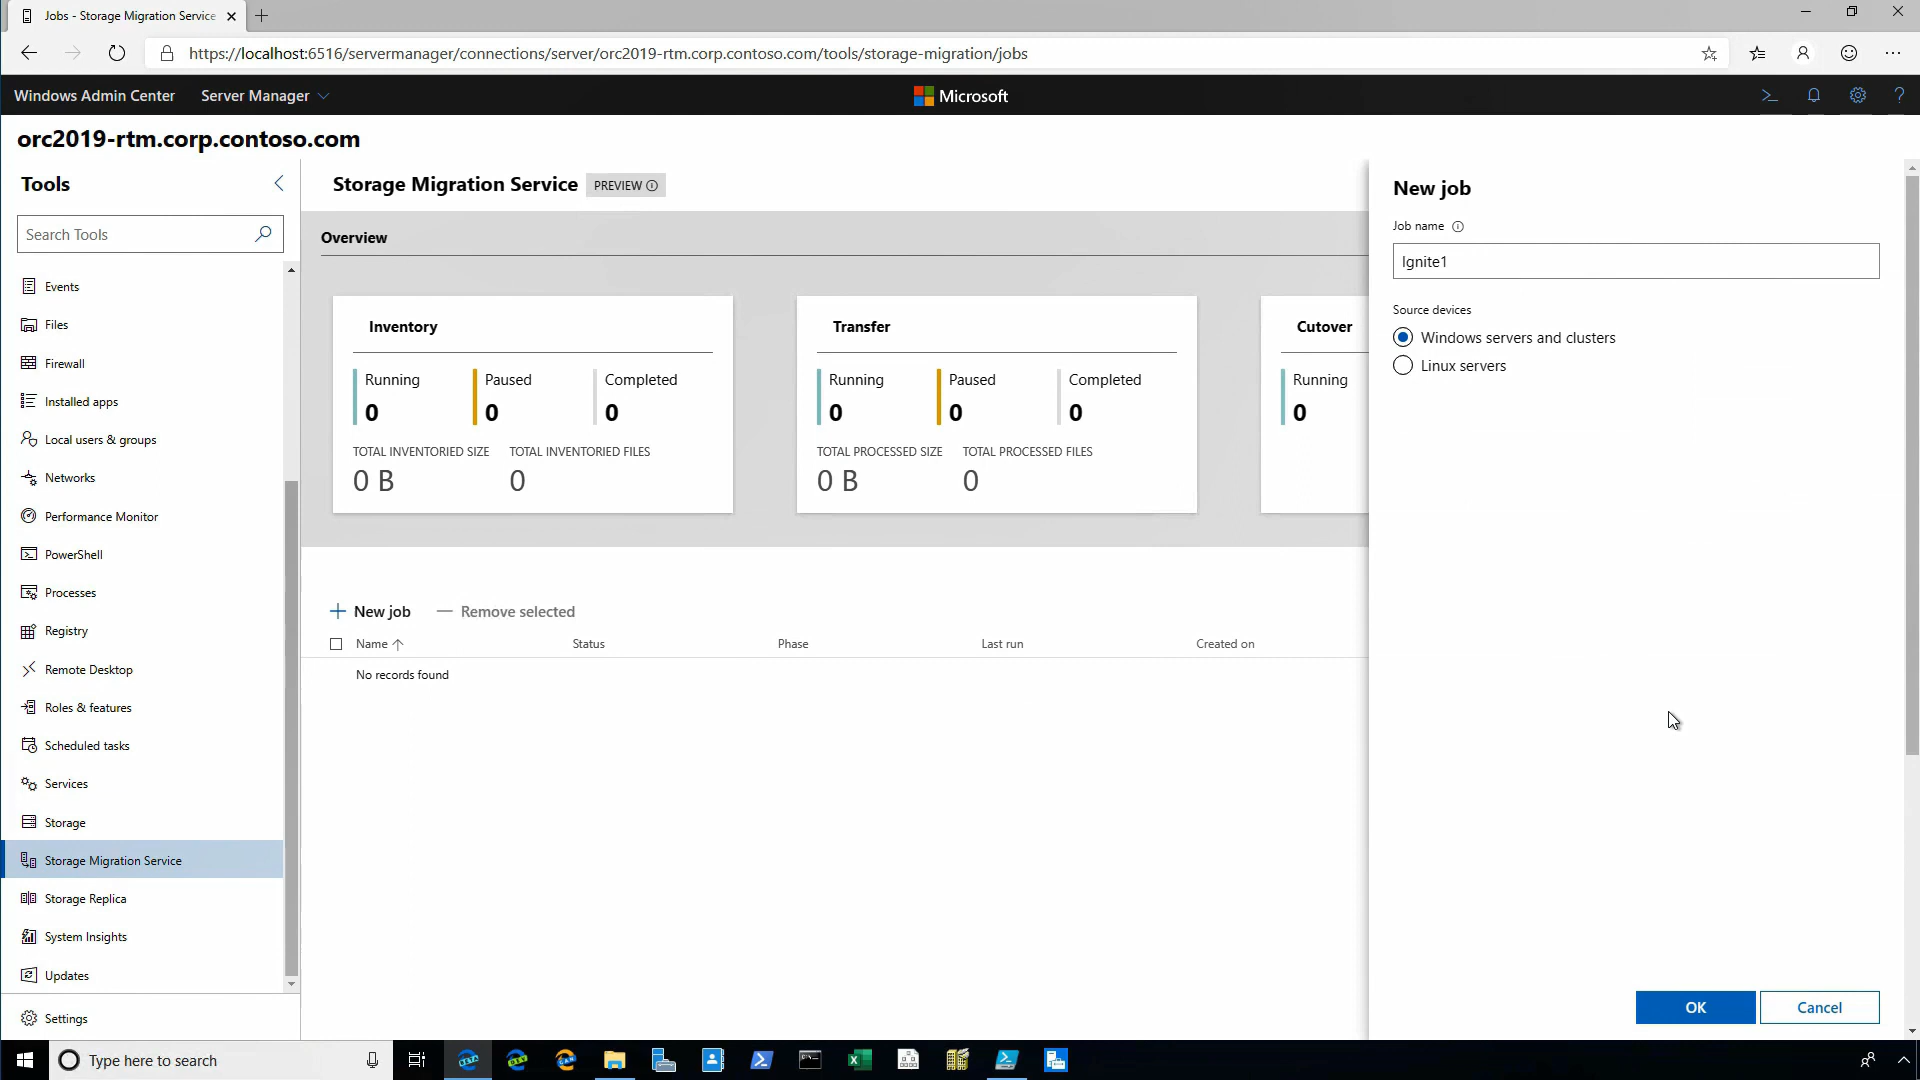 Jobs - Storage Migration Service
https://localhost:6516/servermanager/connections/server/orc2019-rtm.corp.contoso.com/tools/storage-migration/jobs
Windows Admin Center Server Manager Microsoft
orc2019-rtm.corp.contoso.com
Tools
Search Tools
Events
Files
Firewall
Installed apps
Local users & groups
Networks
Performance Monitor
PowerShell
Processes
Registry
Remote Desktop
Roles & features
Scheduled tasks
Services
Storage
Storage Migration Service
Storage Replica
System Insights
Updates
Settings
Storage Migration Service PREVIEW
Overview
Inventory
Running Paused Completed
0 0 0
TOTAL INVENTORIED SIZE TOTAL INVENTORIED FILES
0 B 0
Transfer
Running Paused Completed
0 0 0
TOTAL PROCESSED SIZE TOTAL PROCESSED FILES
0 B 0
Cutover
Running
0
New job Remove selected
Name Status Phase Last run Created on
No records found
New job
Job name
Ignite1
Source devices
Windows servers and clusters
Linux servers
OK Cancel
Type here to search